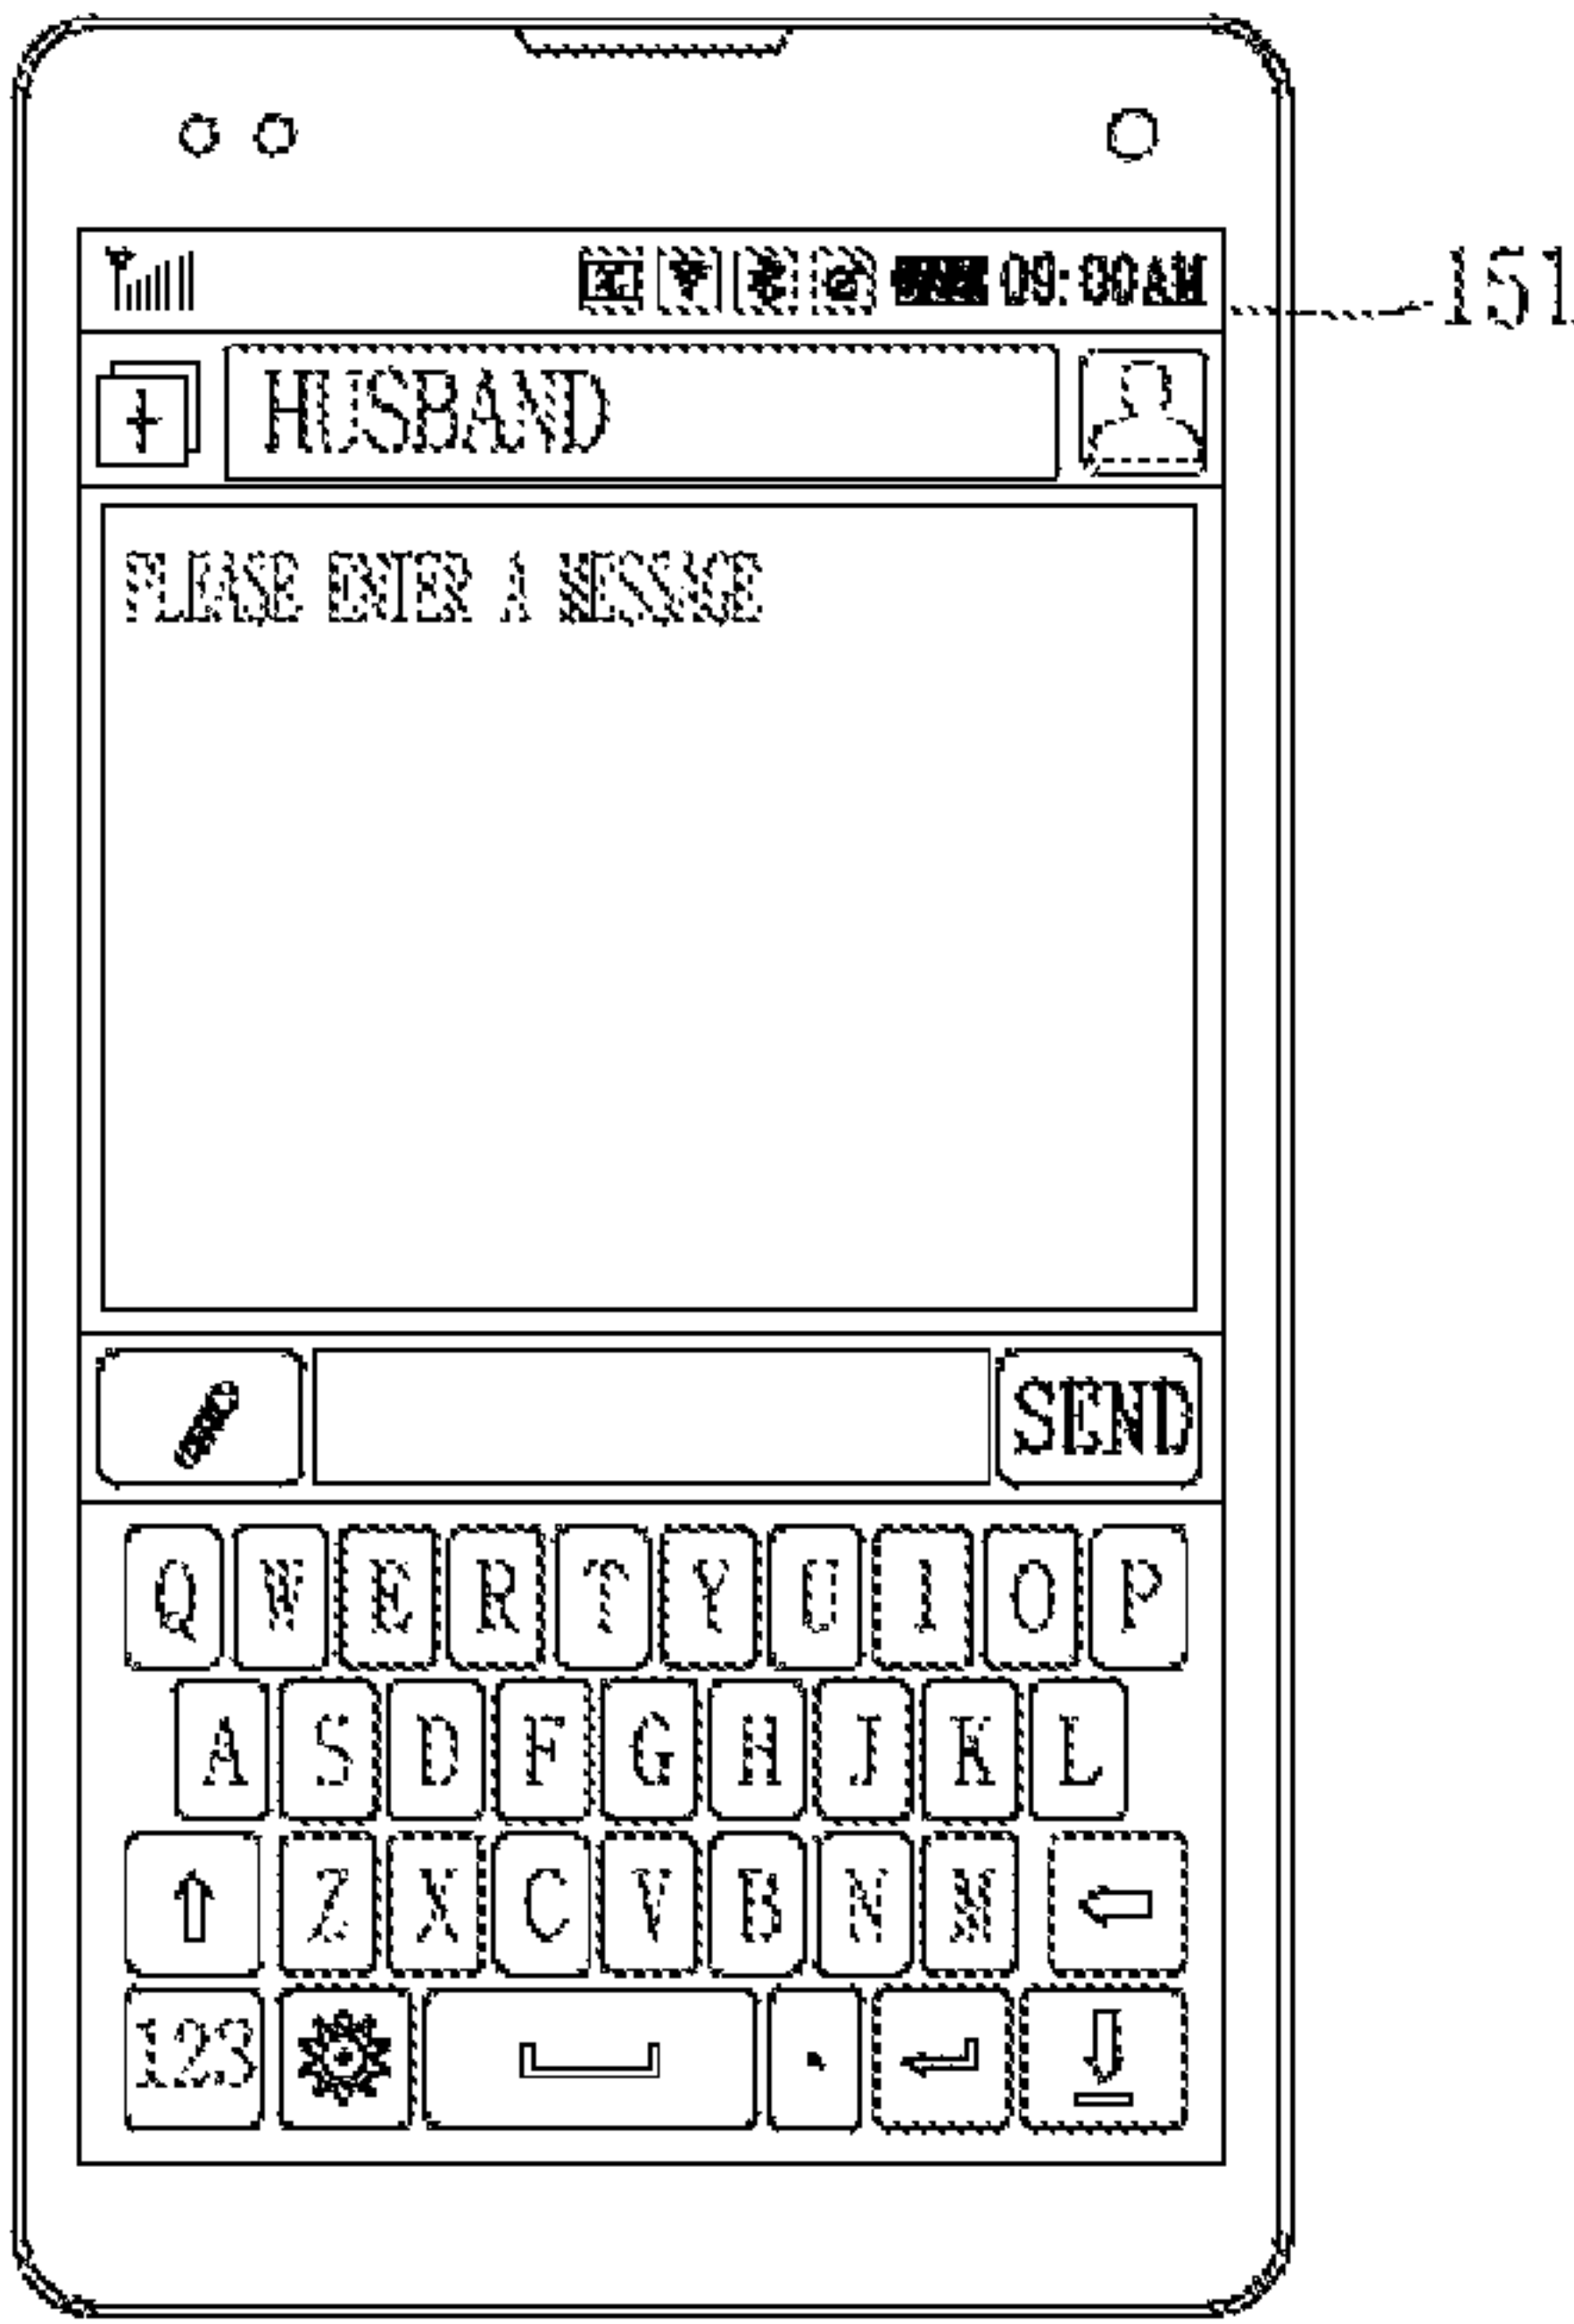 09:00AM
151
HUSBAND
PLEASE ENTER A MESSAGE
SEND
Q W E R T Y U I O P
A S D F G H J K L
Z X C V B N M
123 .